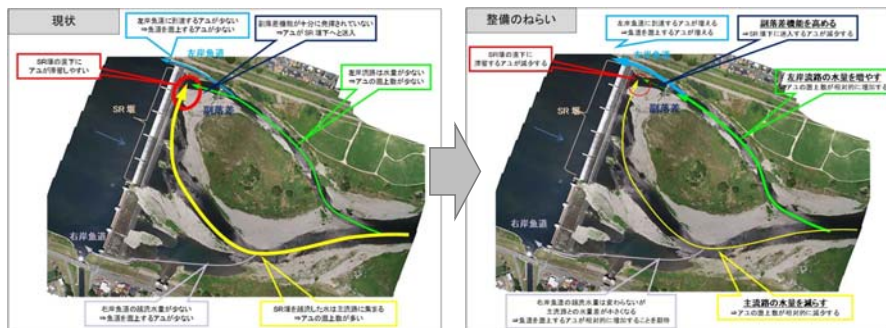 現状
左岸魚道に到達するアユが少ない
⇒魚道を遡上するアユが少ない
副落差機能が十分に発揮されていない
⇒アユがSR堰下へと迷入
左岸魚道
SR堰の直下に
アユが滞留しやすい
左岸流路は水量が少ない
⇒アユの遡上数が少ない
副落差
SR堰
右岸魚道
右岸魚道の越流水量が少ない
⇒魚道を遡上するアユが少ない
SR堰を越流した水は主流路に集まる
⇒アユの遡上数が多い
整備のねらい
左岸魚道に到達するアユが増える
⇒魚道を遡上するアユが増える
副落差機能を高める
⇒SR堰下に迷入するアユが減少する
左岸魚道
SR堰の直下に
滞留するアユが減少する
左岸流路の水量を増やす
⇒アユの遡上数が相対的に増加する
副落差
SR堰
右岸魚道
右岸魚道の越流水量は変わらないが
主流路との水量差が小さくなる
⇒魚道を遡上するアユが相対的に増加することを期待
主流路の水量を減らす
⇒アユの遡上数が相対的に減少する